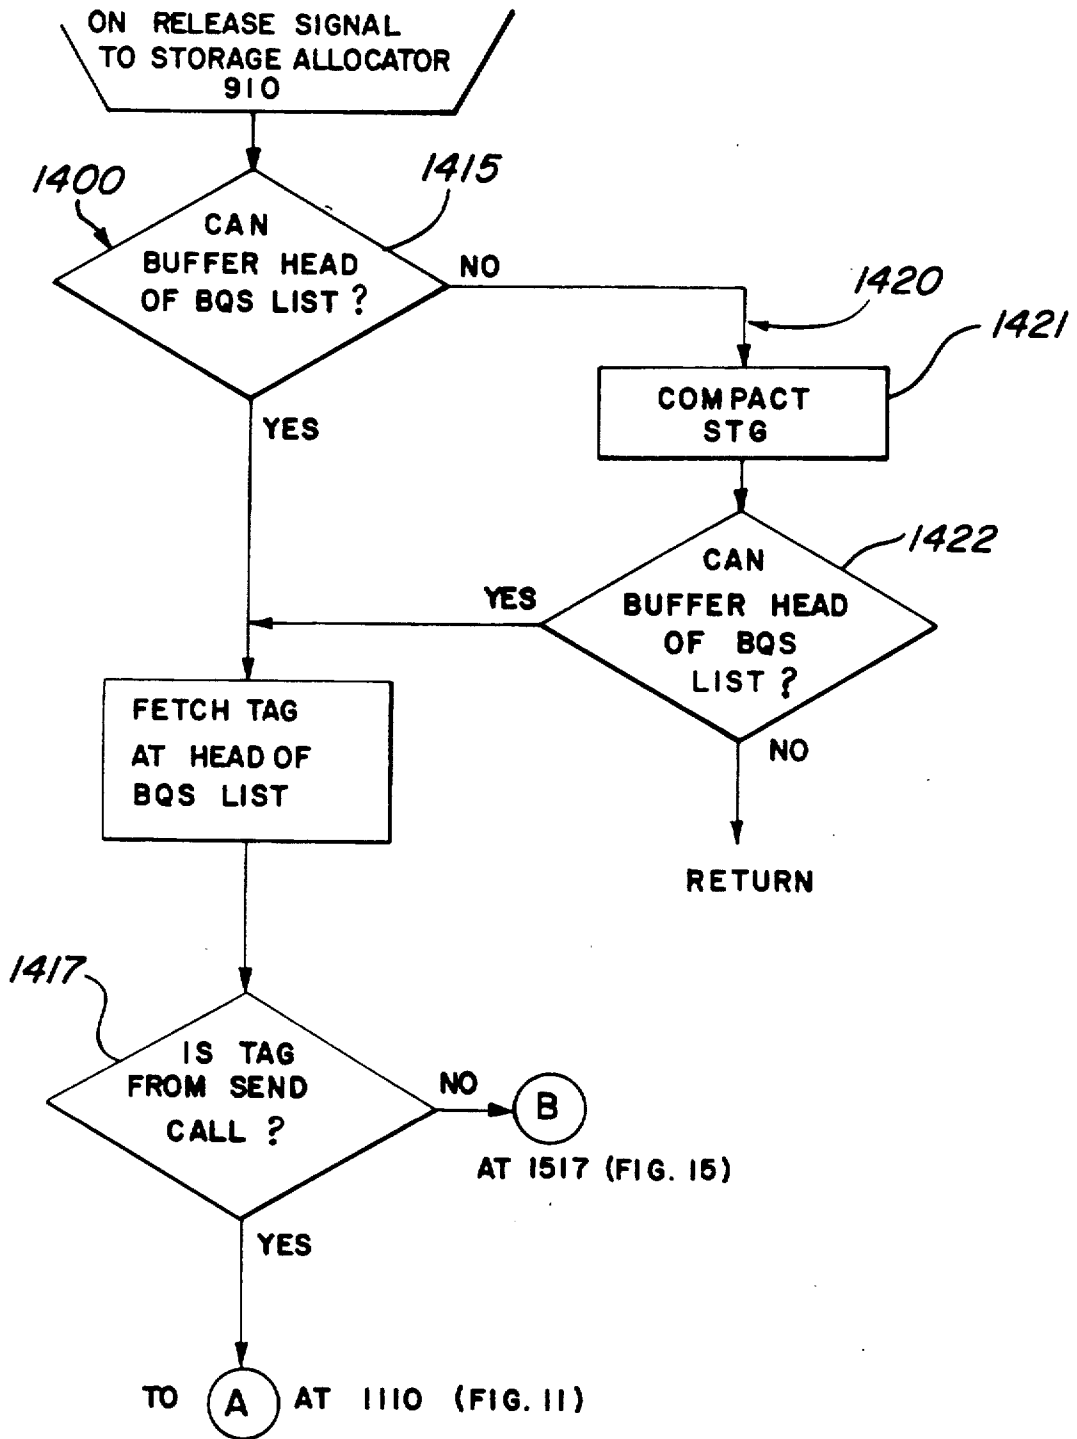 ON RELEASE SIGNAL
TO STORAGE ALLOCATOR
910
1400
1415
CAN
BUFFER HEAD
OF BQS LIST?
NO
YES
1420
1421
COMPACT
STG
1422
CAN
BUFFER HEAD
OF BQS
LIST?
YES
NO
RETURN
FETCH TAG
AT HEAD OF
BQS LIST
1417
IS TAG
FROM SEND
CALL?
NO
B
AT 1517 (FIG. 15)
YES
TO A AT 1110 (FIG. 11)